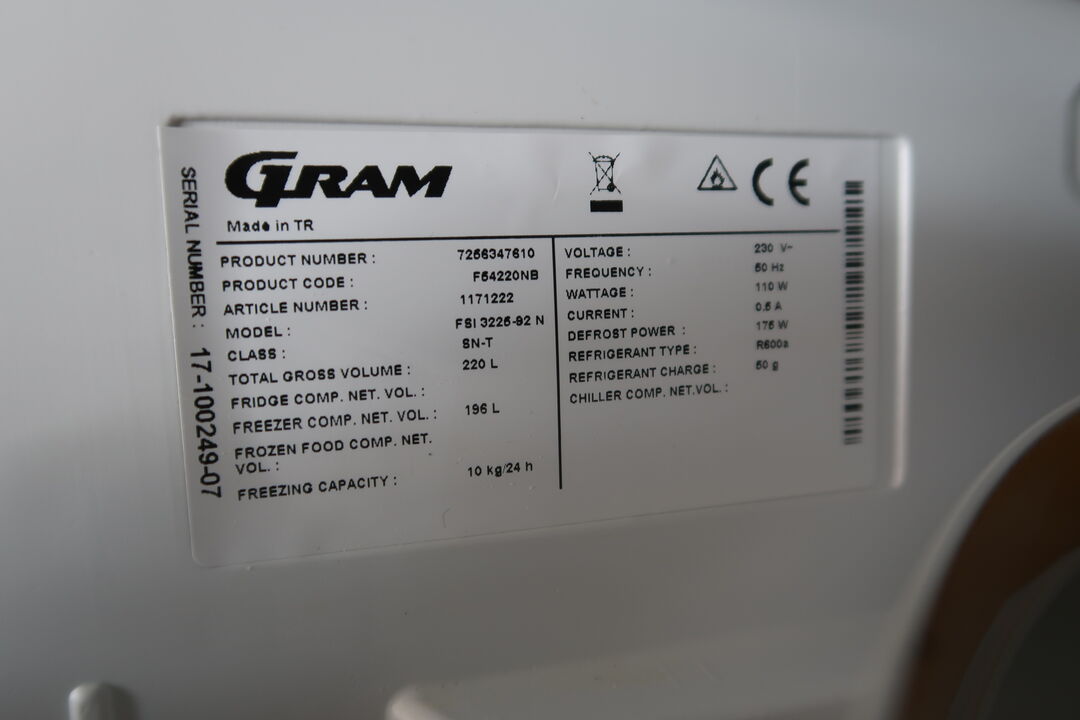 GRAM
Made in TR
SERIAL NUMBER : 17-100249-07
PRODUCT NUMBER : 7256347610
PRODUCT CODE : F54220NB
ARTICLE NUMBER : 1171222
MODEL : FSI 3225-92 N
CLASS : SN-T
TOTAL GROSS VOLUME : 220 L
FRIDGE COMP. NET. VOL. :
FREEZER COMP. NET. VOL. : 196 L
FROZEN FOOD COMP. NET.
VOL. :
FREEZING CAPACITY : 10 kg/24 h
VOLTAGE : 230 V~
FREQUENCY : 50 Hz
WATTAGE : 110 W
CURRENT : 0.5 A
DEFROST POWER : 175 W
REFRIGERANT TYPE : R600a
REFRIGERANT CHARGE : 50 g
CHILLER COMP. NET.VOL. :
CE